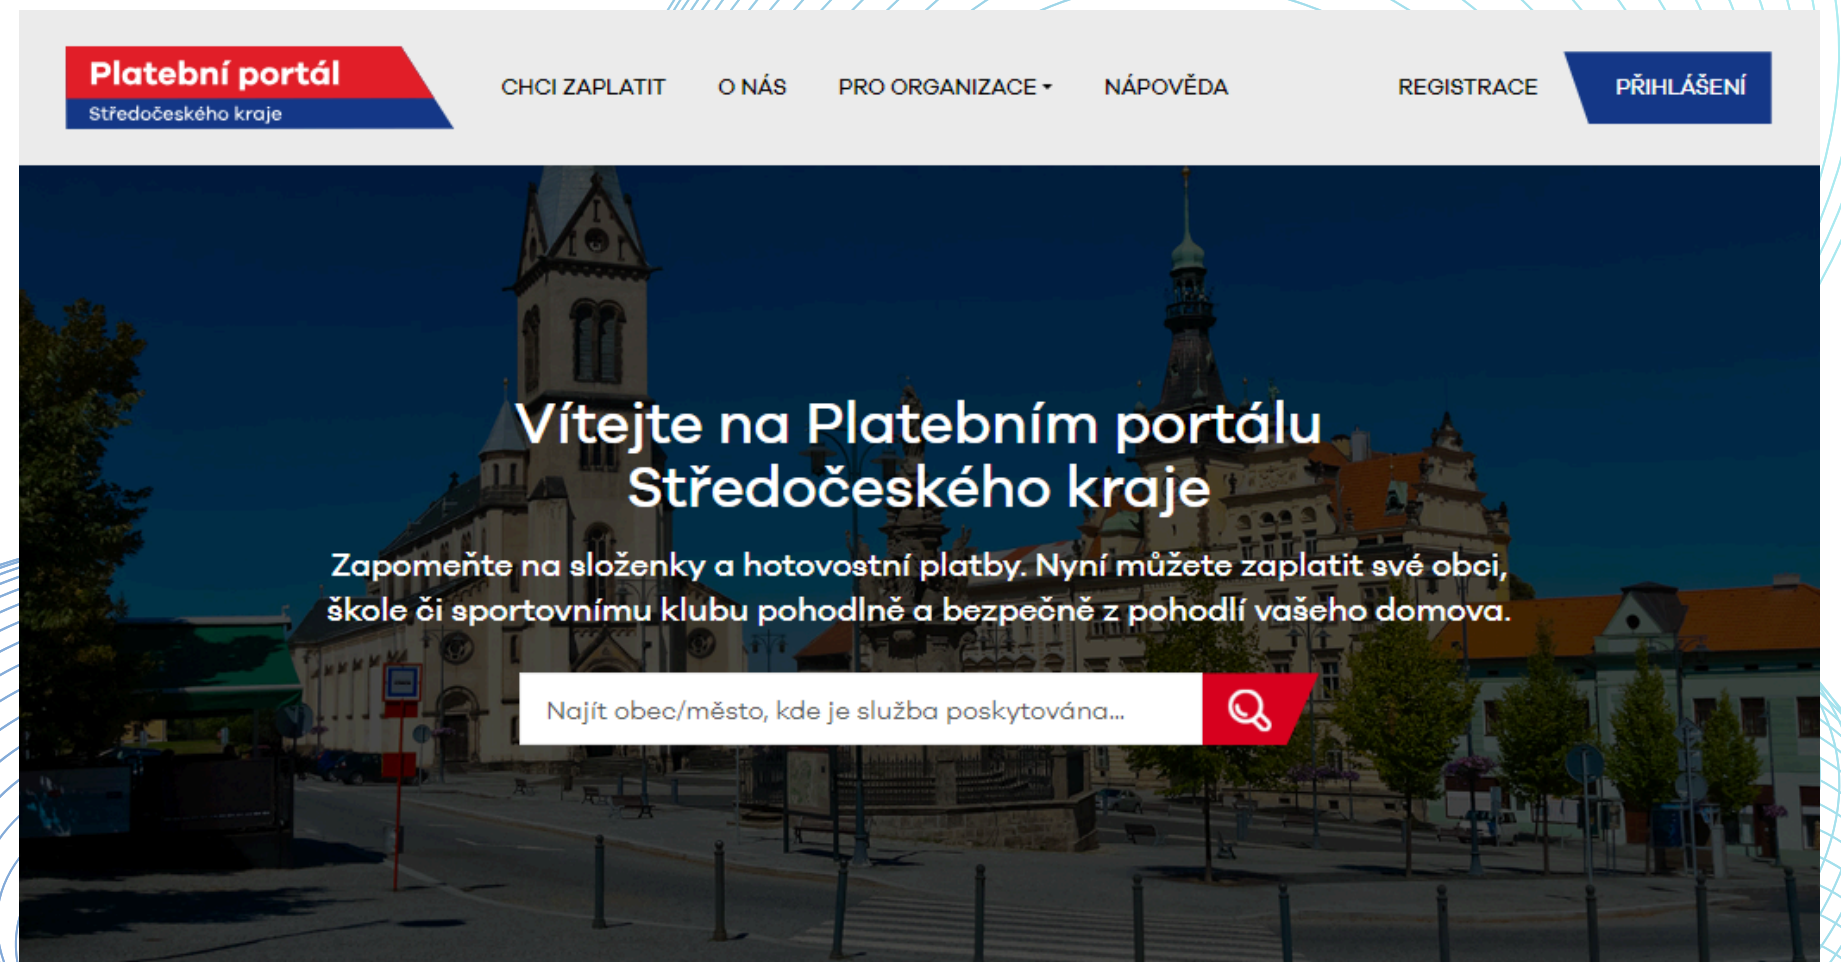 Platební portál
Středočeského kraje
CHCI ZAPLATIT
O NÁS
PRO ORGANIZACE
NÁPOVĚDA
REGISTRACE
PŘIHLÁŠENÍ
Vítejte na Platebním portálu
Středočeského kraje
Zapomeňte na složenky a hotovostní platby. Nyní můžete zaplatit své obci,
škole či sportovnímu klubu pohodlně a bezpečně z pohodlí vašeho domova.
Najít obec/město, kde je služba poskytována...